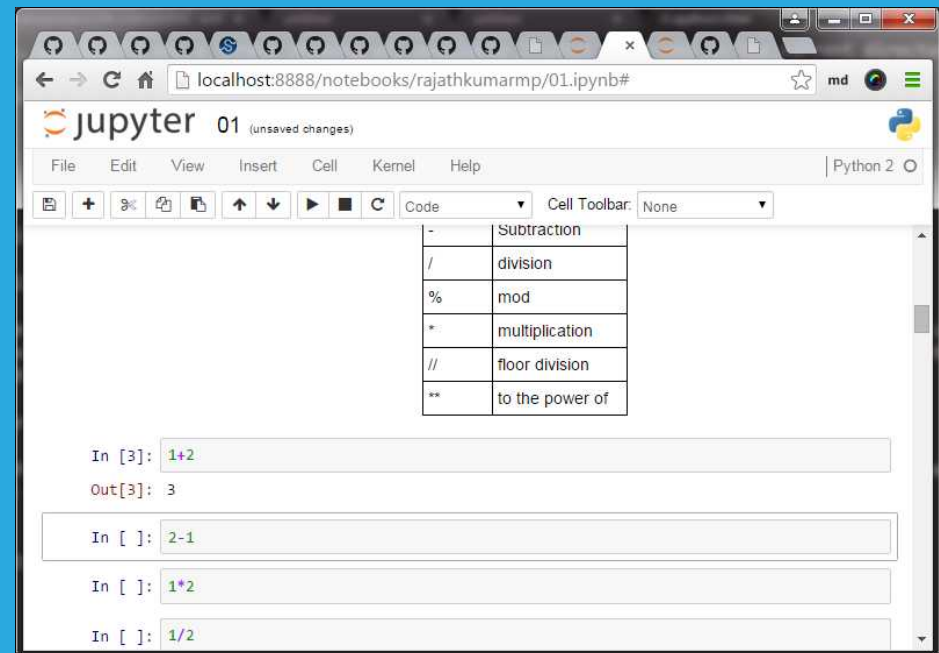 localhost:8888/notebooks/rajathkumarmp/01.ipynb#
md
jupyter 01 (unsaved changes)
File Edit View Insert Cell Kernel Help Python 2
Code Cell Toolbar: None
- Subtraction
/ division
% mod
* multiplication
// floor division
** to the power of
In [3]: 1+2
Out[3]: 3
In [ ]: 2-1
In [ ]: 1*2
In [ ]: 1/2